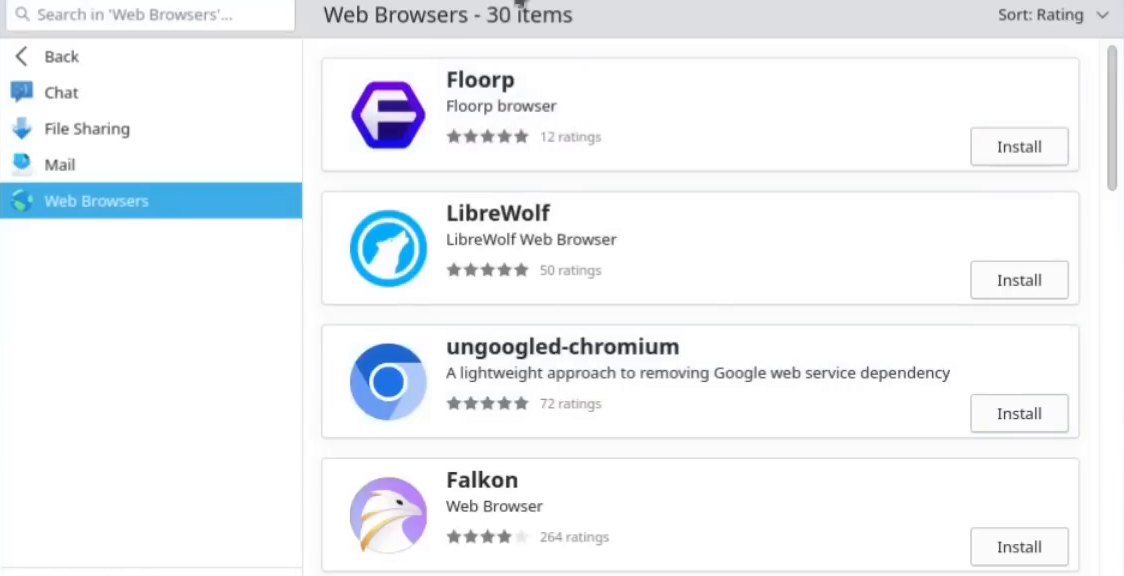 Search in 'Web Browsers'...
Web Browsers - 30 items
Sort: Rating
Back
Chat
File Sharing
Mail
Web Browsers
Floorp
Floorp browser
12 ratings
Install
LibreWolf
LibreWolf Web Browser
50 ratings
Install
ungoogled-chromium
A lightweight approach to removing Google web service dependency
72 ratings
Install
Falkon
Web Browser
264 ratings
Install